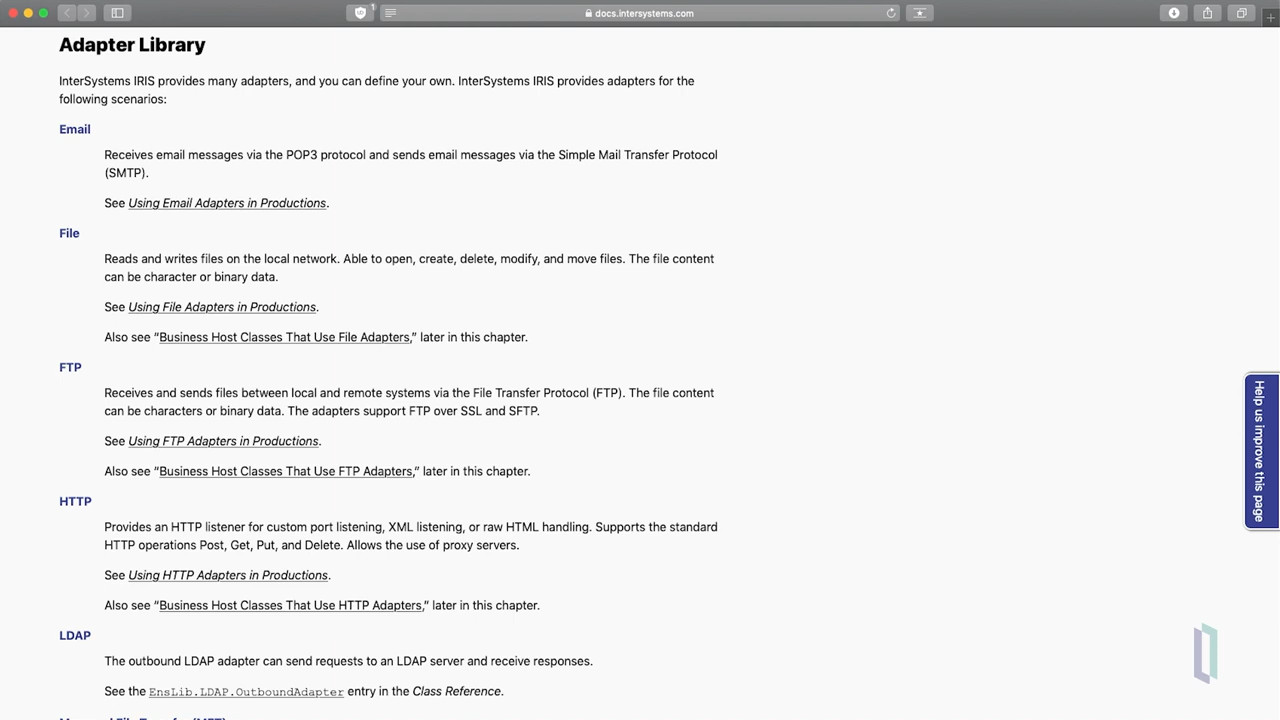 docs.intersystems.com
Adapter Library
InterSystems IRIS provides many adapters, and you can define your own. InterSystems IRIS provides adapters for the
following scenarios:
Email
Receives email messages via the POP3 protocol and sends email messages via the Simple Mail Transfer Protocol
(SMTP).
See Using Email Adapters in Productions.
File
Reads and writes files on the local network. Able to open, create, delete, modify, and move files. The file content
can be character or binary data.
See Using File Adapters in Productions.
Also see “Business Host Classes That Use File Adapters,” later in this chapter.
FTP
Receives and sends files between local and remote systems via the File Transfer Protocol (FTP). The file content
can be characters or binary data. The adapters support FTP over SSL and SFTP.
See Using FTP Adapters in Productions.
Also see “Business Host Classes That Use FTP Adapters,” later in this chapter.
HTTP
Provides an HTTP listener for custom port listening, XML listening, or raw HTML handling. Supports the standard
HTTP operations Post, Get, Put, and Delete. Allows the use of proxy servers.
See Using HTTP Adapters in Productions.
Also see “Business Host Classes That Use HTTP Adapters,” later in this chapter.
LDAP
The outbound LDAP adapter can send requests to an LDAP server and receive responses.
See the EnsLib.LDAP.OutboundAdapter entry in the Class Reference.
Help us improve this page